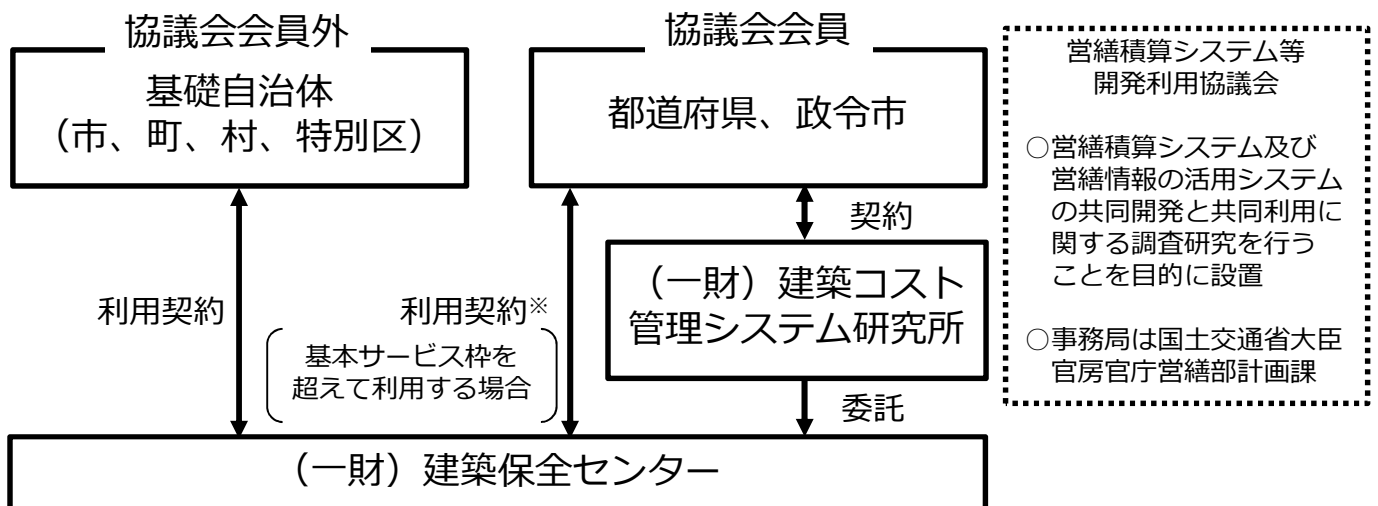 協議会会員外
基礎自治体
（市、町、村、特別区）
協議会会員
都道府県、政令市
契約
（一財）建築コスト
管理システム研究所
委託
利用契約
利用契約※
基本サービス枠を
超えて利用する場合
（一財）建築保全センター
営繕積算システム等
開発利用協議会
○営繕積算システム及び
営繕情報の活用システム
の共同開発と共同利用に
関する調査研究を行う
ことを目的に設置
○事務局は国土交通省大臣
官房官庁営繕部計画課